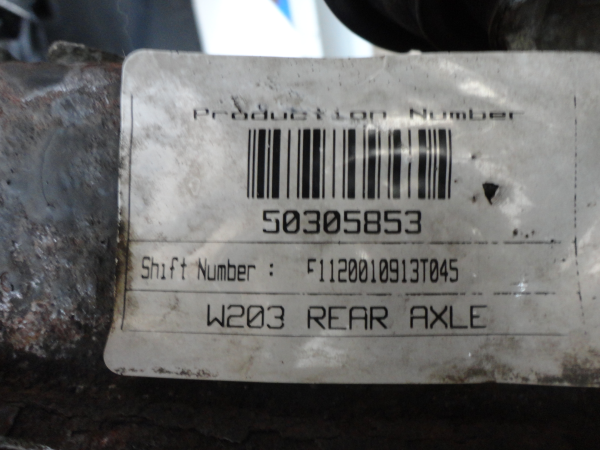 Production Number
50305853
Shift Number : F1120010913T045
W203 REAR AXLE